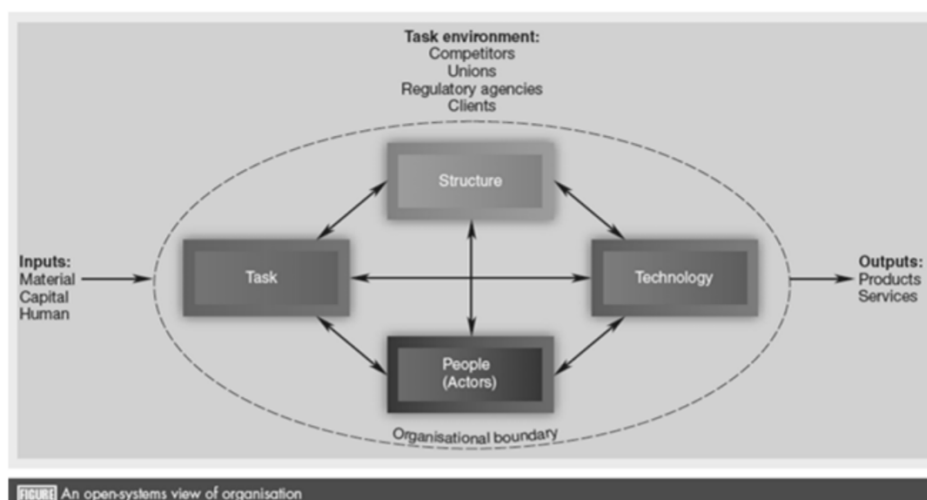 Task environment:
Competitors
Unions
Regulatory agencies
Clients
Structure
Inputs:
Material
Capital
Human
Task
Technology
Outputs:
Products
Services
People
(Actors)
Organisational boundary
FIGURE An open-systems view of organisation